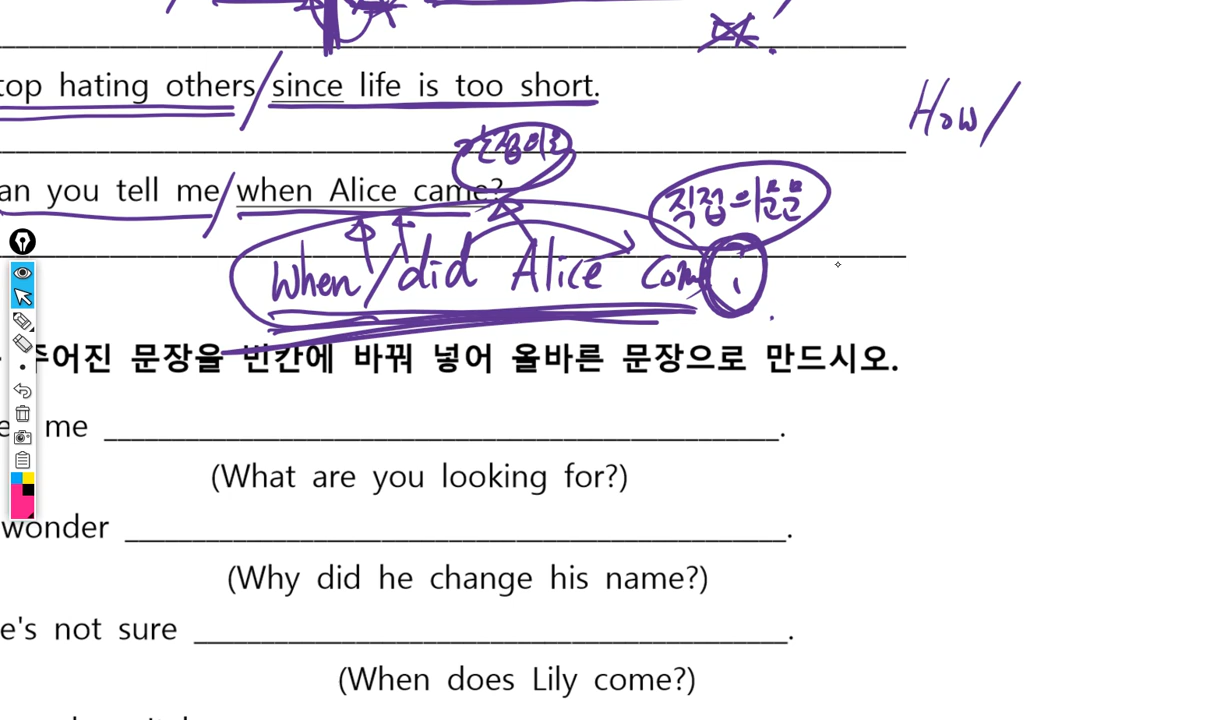 top hating others / since life is too short.
How /
간접의문
an you tell me / when Alice came?
직접의문문
When / did Alice come
주어진 문장을 빈칸에 바꿔 넣어 올바른 문장으로 만드시오.
me ______.
(What are you looking for?)
wonder ______.
(Why did he change his name?)
e's not sure ______.
(When does Lily come?)